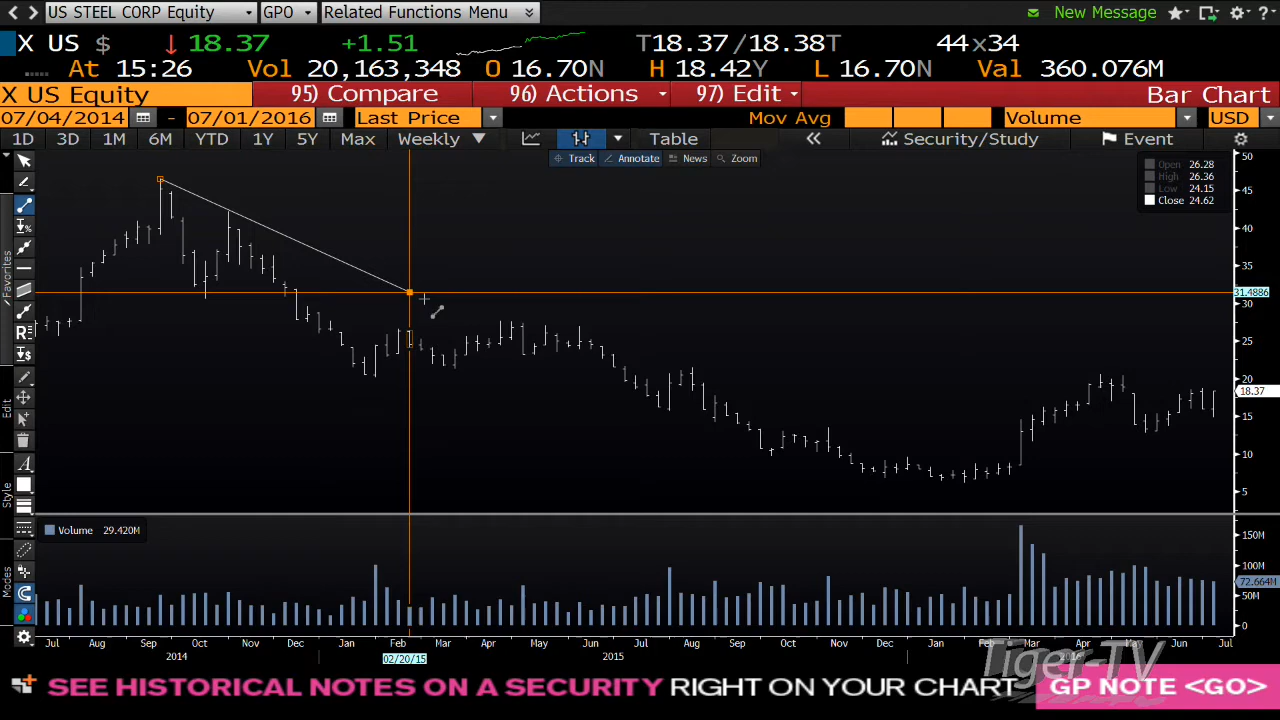 US STEEL CORP Equity GPO Related Functions Menu New Message
X US $ 18.37 +1.51 T18.37/18.38T 44x34
At 15:26 Vol 20,163,348 O 16.70N H 18.42Y L 16.70N Val 360.076M
X US Equity 95) Compare 96) Actions 97) Edit Bar Chart
07/04/2014 - 07/01/2016 Last Price Mov Avg Volume USD
1D 3D 1M 6M YTD 1Y 5Y Max Weekly Table Security/Study Event
Track Annotate News Zoom
Open 26.28
High 26.36
Low 24.15
Close 24.62
50
45
40
35
31.4886
30
25
20
18.37
15
10
5
Favorites
Edit
Style
Modes
Volume 29.420M
150M
100M
72.664M
50M
0
Jul Aug Sep Oct Nov Dec Jan Feb Mar Apr May Jun Jul Aug Sep Oct Nov Dec Jan Feb Mar Apr May Jun Jul
2014 02/20/15 2015 2016
Tiger-TV
SEE HISTORICAL NOTES ON A SECURITY RIGHT ON YOUR CHART GP NOTE <GO>